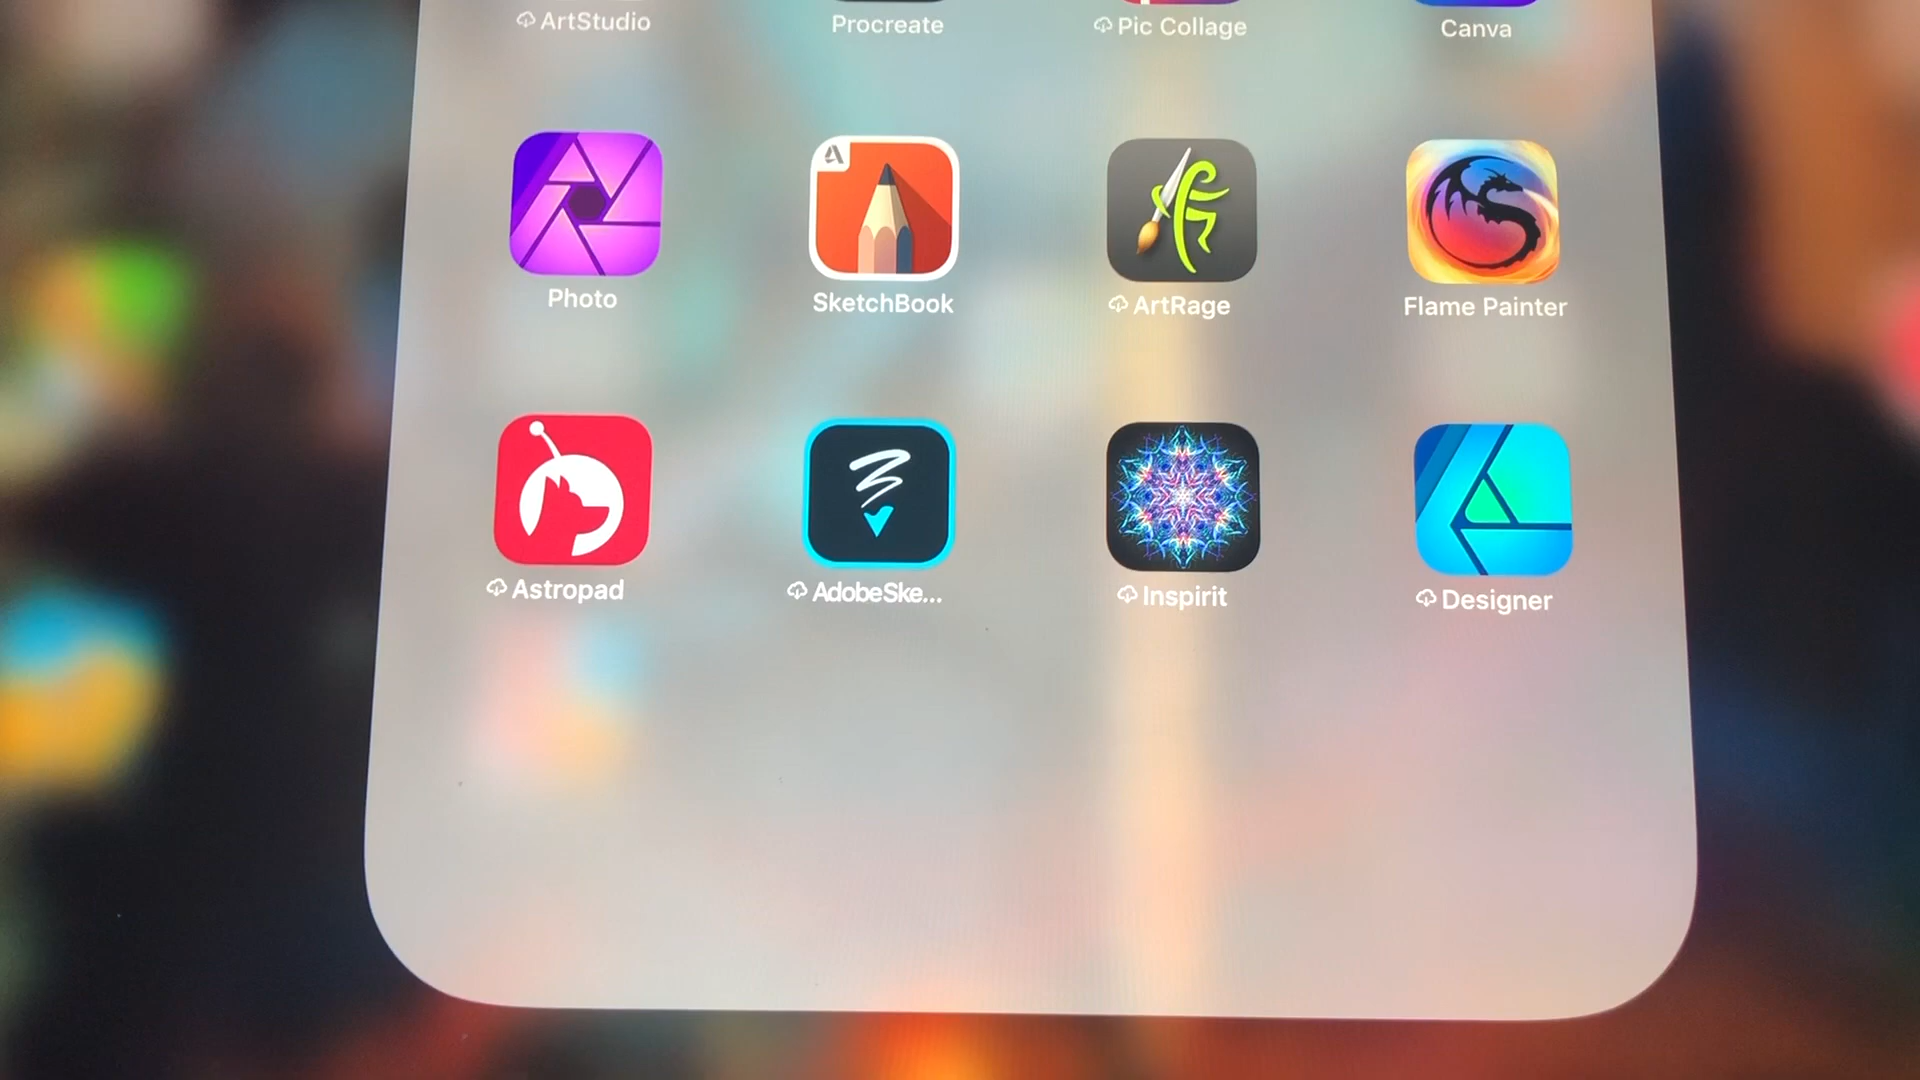 ArtStudio
Procreate
Pic Collage
Canva
Photo
SketchBook
ArtRage
Flame Painter
Astropad
AdobeSke...
Inspirit
Designer